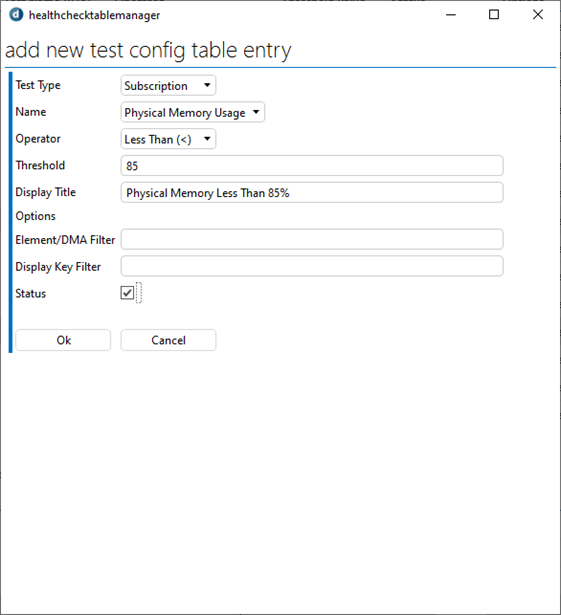 healthchecktablemanager
add new test config table entry
Test Type Subscription
Name Physical Memory Usage
Operator Less Than (<)
Threshold 85
Display Title Physical Memory Less Than 85%
Options
Element/DMA Filter
Display Key Filter
Status
Ok Cancel